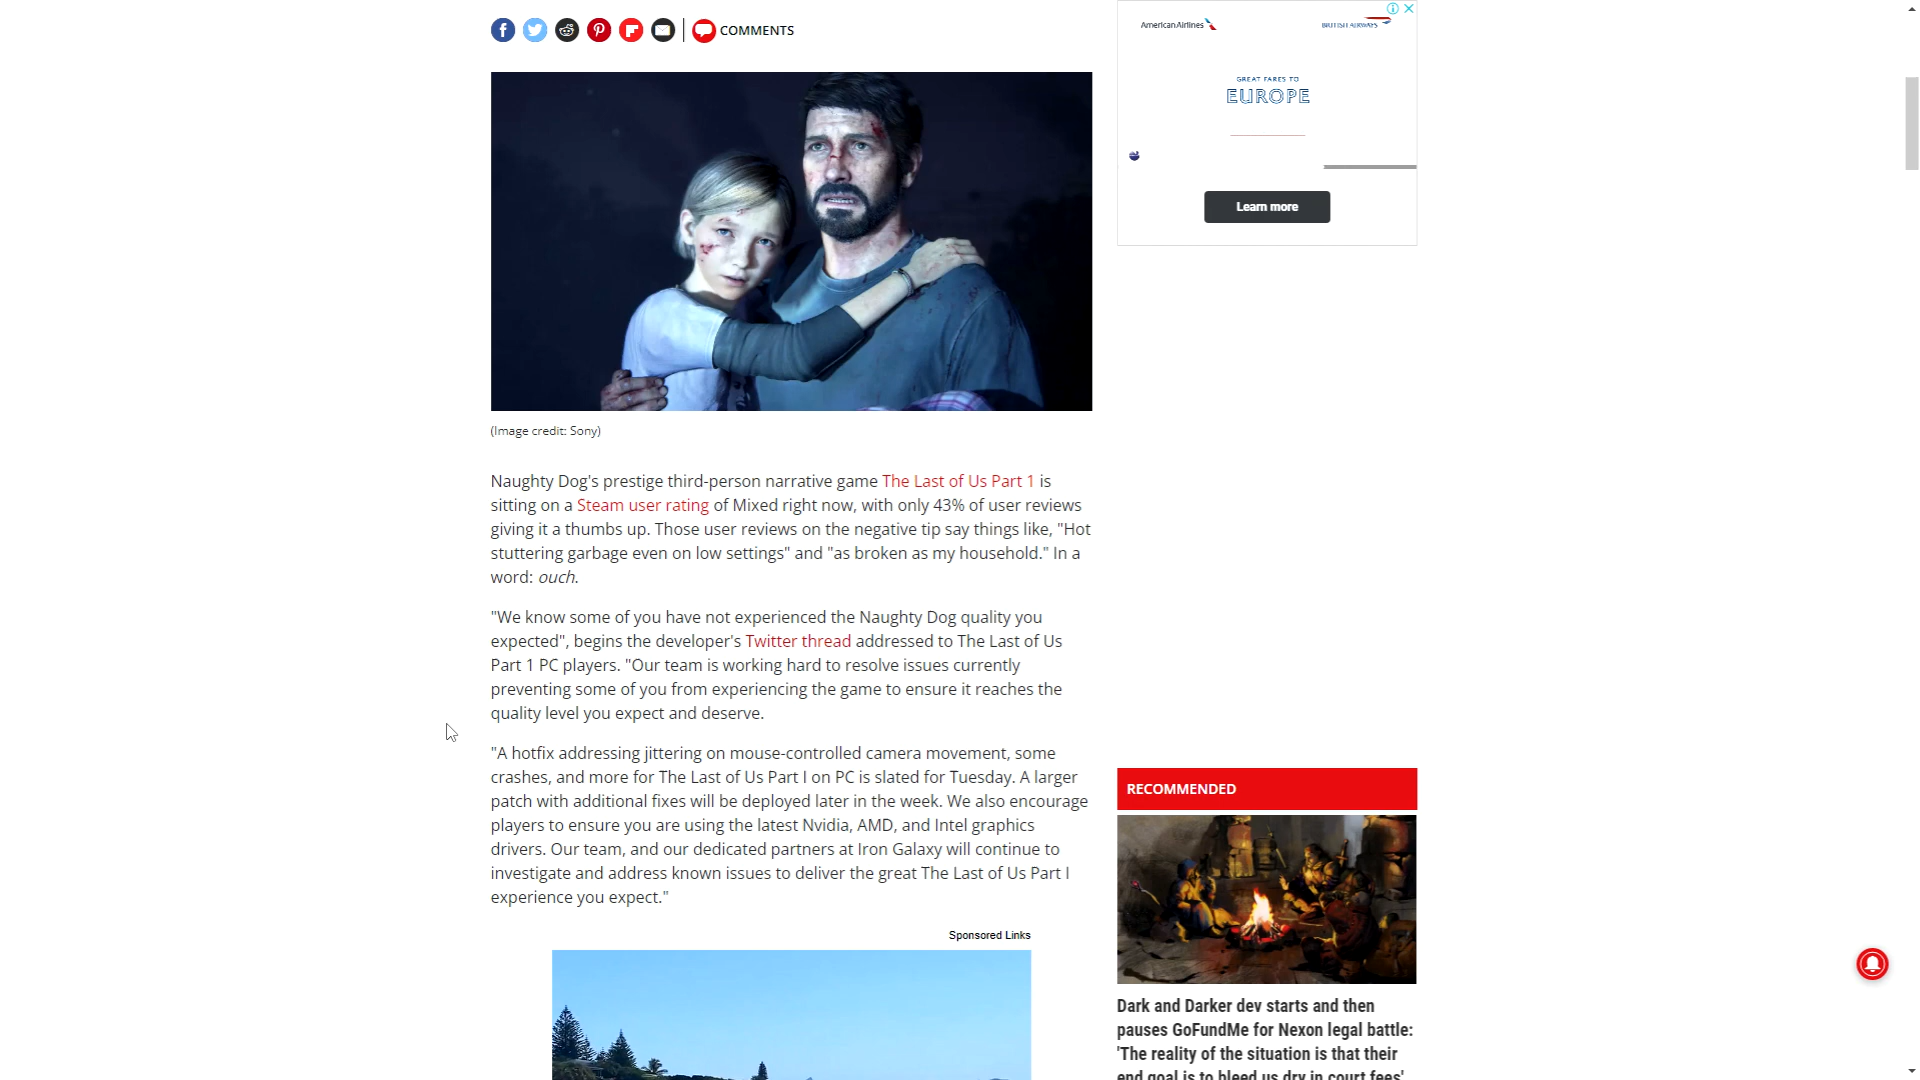 COMMENTS
American Airlines
BRITISH AIRWAYS
GREAT FARES TO
EUROPE
Learn more
(Image credit: Sony)
Naughty Dog's prestige third-person narrative game The Last of Us Part 1 is
sitting on a Steam user rating of Mixed right now, with only 43% of user reviews
giving it a thumbs up. Those user reviews on the negative tip say things like, "Hot
stuttering garbage even on low settings" and "as broken as my household." In a
word: ouch.
"We know some of you have not experienced the Naughty Dog quality you
expected", begins the developer's Twitter thread addressed to The Last of Us
Part 1 PC players. "Our team is working hard to resolve issues currently
preventing some of you from experiencing the game to ensure it reaches the
quality level you expect and deserve.
"A hotfix addressing jittering on mouse-controlled camera movement, some
crashes, and more for The Last of Us Part I on PC is slated for Tuesday. A larger
patch with additional fixes will be deployed later in the week. We also encourage
players to ensure you are using the latest Nvidia, AMD, and Intel graphics
drivers. Our team, and our dedicated partners at Iron Galaxy will continue to
investigate and address known issues to deliver the great The Last of Us Part I
experience you expect."
Sponsored Links
RECOMMENDED
Dark and Darker dev starts and then
pauses GoFundMe for Nexon legal battle:
'The reality of the situation is that their
end goal is to bleed us dry in court fees'